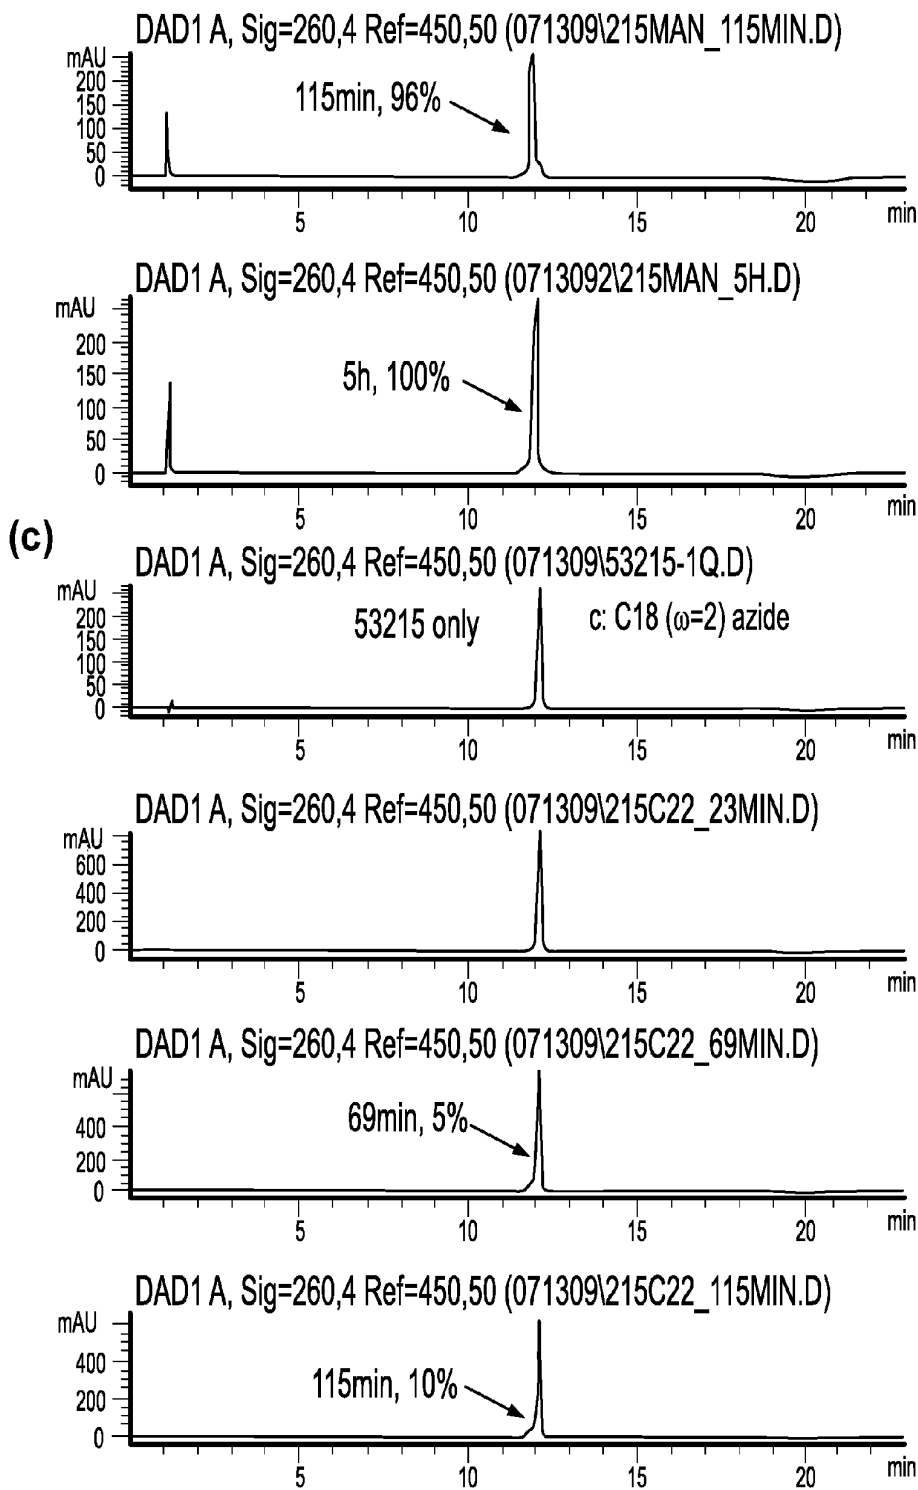 DAD1 A, Sig=260,4 Ref=450,50 (071309\215MAN_115MIN.D)
mAU
200
150
100
50
0
115min, 96%
5 10 15 20 min
DAD1 A, Sig=260,4 Ref=450,50 (0713092\215MAN_5H.D)
mAU
200
150
100
50
0
5h, 100%
5 10 15 20 min
(c)
DAD1 A, Sig=260,4 Ref=450,50 (071309\53215-1Q.D)
mAU
200
150
100
50
0
53215 only
c: C18 (ω=2) azide
5 10 15 20 min
DAD1 A, Sig=260,4 Ref=450,50 (071309\215C22_23MIN.D)
mAU
600
400
200
0
5 10 15 20 min
DAD1 A, Sig=260,4 Ref=450,50 (071309\215C22_69MIN.D)
mAU
400
200
0
69min, 5%
5 10 15 20 min
DAD1 A, Sig=260,4 Ref=450,50 (071309\215C22_115MIN.D)
mAU
400
200
0
115min, 10%
5 10 15 20 min